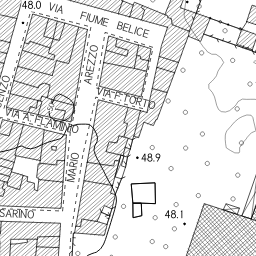 48.0
VIA FIUME BELICE
AREZZO
VIA F. TORTO
VIA A. FLAMINIO
MARIO
48.9
SARINO
48.1